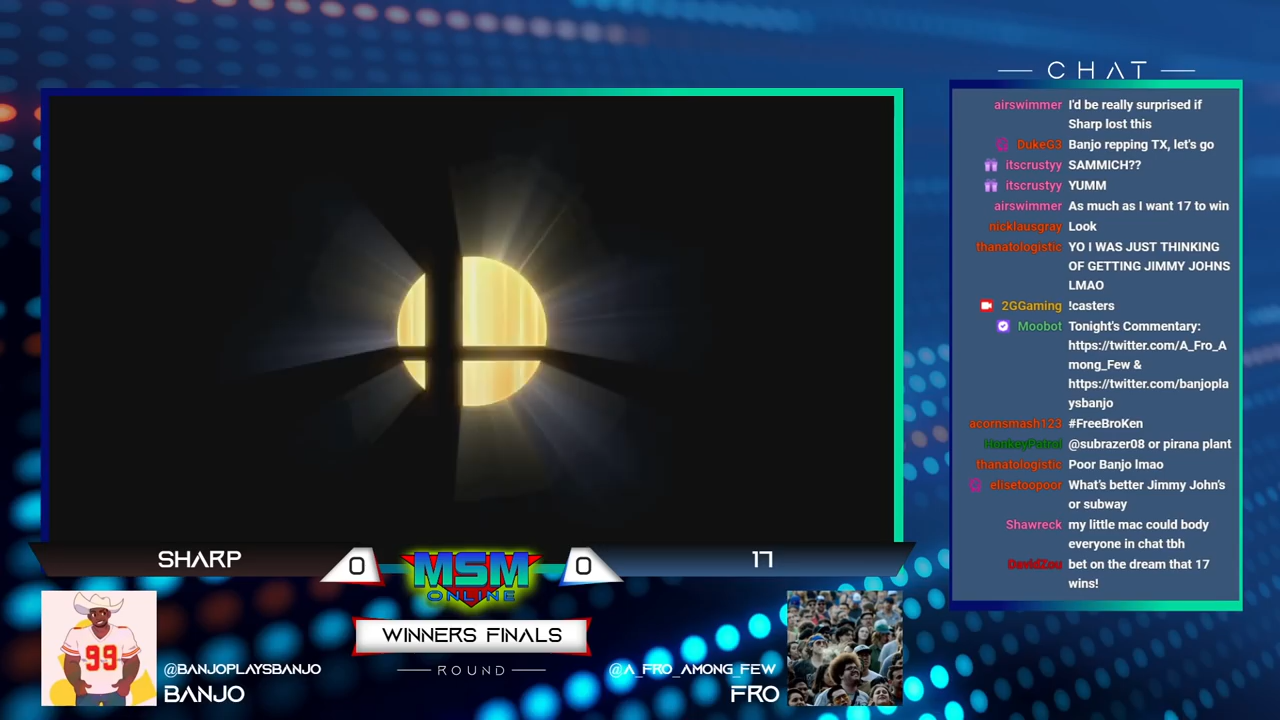 CHAT
airswimmer I'd be really surprised if
Sharp lost this
DukeG3 Banjo repping TX, let's go
itscrustyy SAMMICH??
itscrustyy YUMM
airswimmer As much as I want 17 to win
nicklausgray Look
thanatologistic YO I WAS JUST THINKING
OF GETTING JIMMY JOHNS
LMAO
2GGaming !casters
Moobot Tonight's Commentary:
https://twitter.com/A_Fro_A
mong_Few &
https://twitter.com/banjopla
ysbanjo
acornsmash123 #FreeBroKen
HonkeyPatrol @subrazer08 or pirana plant
thanatologistic Poor Banjo lmao
elisetoopoor What's better Jimmy John's
or subway
Shawreck my little mac could body
everyone in chat tbh
DavidZou bet on the dream that 17
wins!
SHARP 0 MSM 0 17
ONLINE
WINNERS FINALS
ROUND
99
@BANJOPLAYSBANJO
BANJO
@A_FRO_AMONG_FEW
FRO